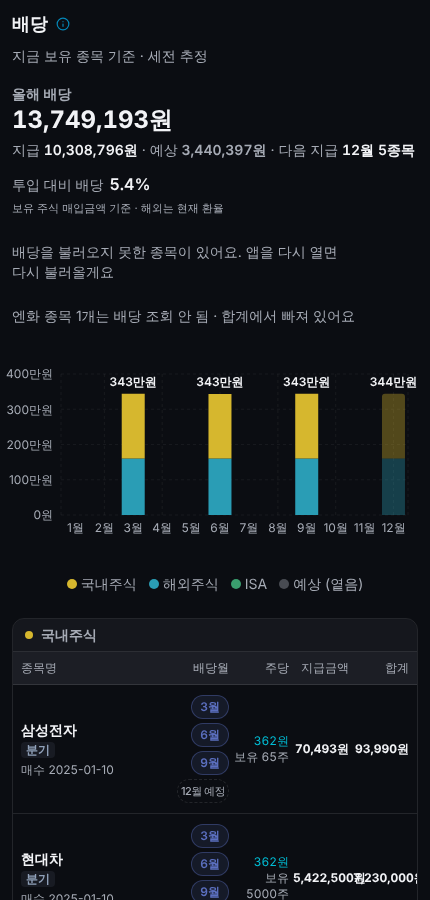 배당
지금 보유 종목 기준 · 세전 추정
올해 배당
13,749,193원
지급 10,308,796원 · 예상 3,440,397원 · 다음 지급 12월 5종목
투입 대비 배당 5.4%
보유 주식 매입금액 기준 · 해외는 현재 환율
배당을 불러오지 못한 종목이 있어요. 앱을 다시 열면
다시 불러올게요
엔화 종목 1개는 배당 조회 안 됨 · 합계에서 빠져 있어요
400만원
343만원 343만원 343만원 344만원
300만원
200만원
100만원
0원
1월 2월 3월 4월 5월 6월 7월 8월 9월 10월 11월 12월
국내주식 해외주식 ISA 예상 (옅음)
국내주식
종목명 배당월 주당 지급금액 합계
삼성전자
분기
매수 2025-01-10
3월
6월
9월
12월 예정
362원
보유 65주
70,493원 93,990원
현대차
분기
매수 2025-01-10
3월
6월
9월
362원
보유
5000주
5,422,500원